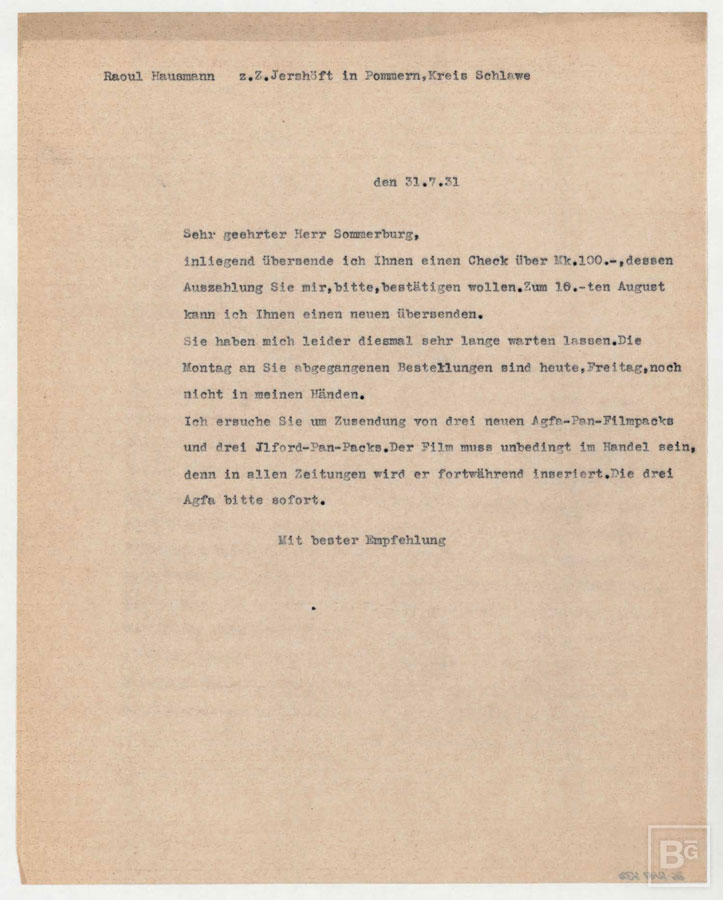 Raoul Hausmann z.Z.Jershöft in Pommern,Kreis Schlawe
den 31.7.31
Sehr geehrter Herr Sommerburg,
inliegend übersende ich Ihnen einen Check über Mk.100.-,dessen
Auszahlung Sie mir,bitte,bestätigen wollen.Zum 10.-ten August
kann ich Ihnen einen neuen übersenden.
Sie haben mich leider diesmal sehr lange warten lassen.Die
Montag an Sie abgegangenen Bestellungen sind heute,Freitag,noch
nicht in meinen Händen.
Ich ersuche Sie um Zusendung von drei neuen Agfa-Pan-Filmpacks
und drei Jlford-Pan-Packs.Der Film muss unbedingt im Handel sein,
denn in allen Zeitungen wird er fortwährend inseriert.Die drei
Agfa bitte sofort.
Mit bester Empfehlung
BG